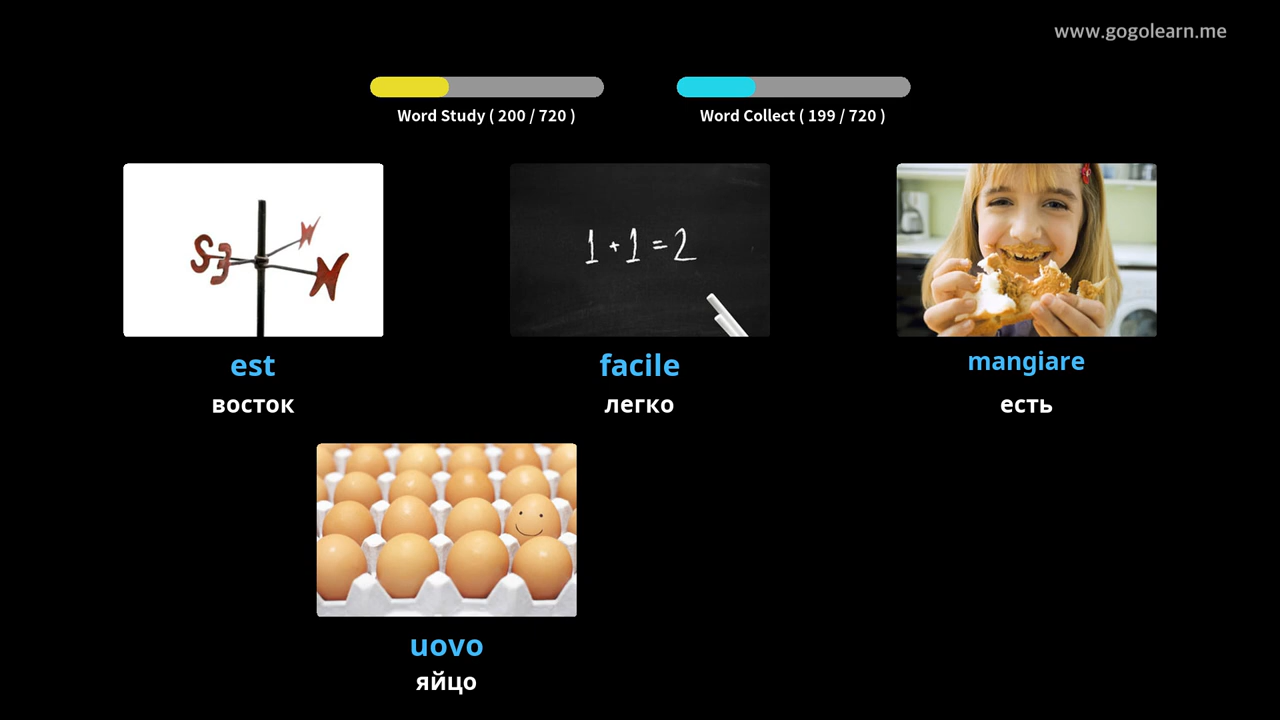 www.gogolearn.me
Word Study ( 200 / 720 )
Word Collect ( 199 / 720 )
S E N W
1 + 1 = 2
est
facile
mangiare
восток
легко
есть
uovo
яйцо